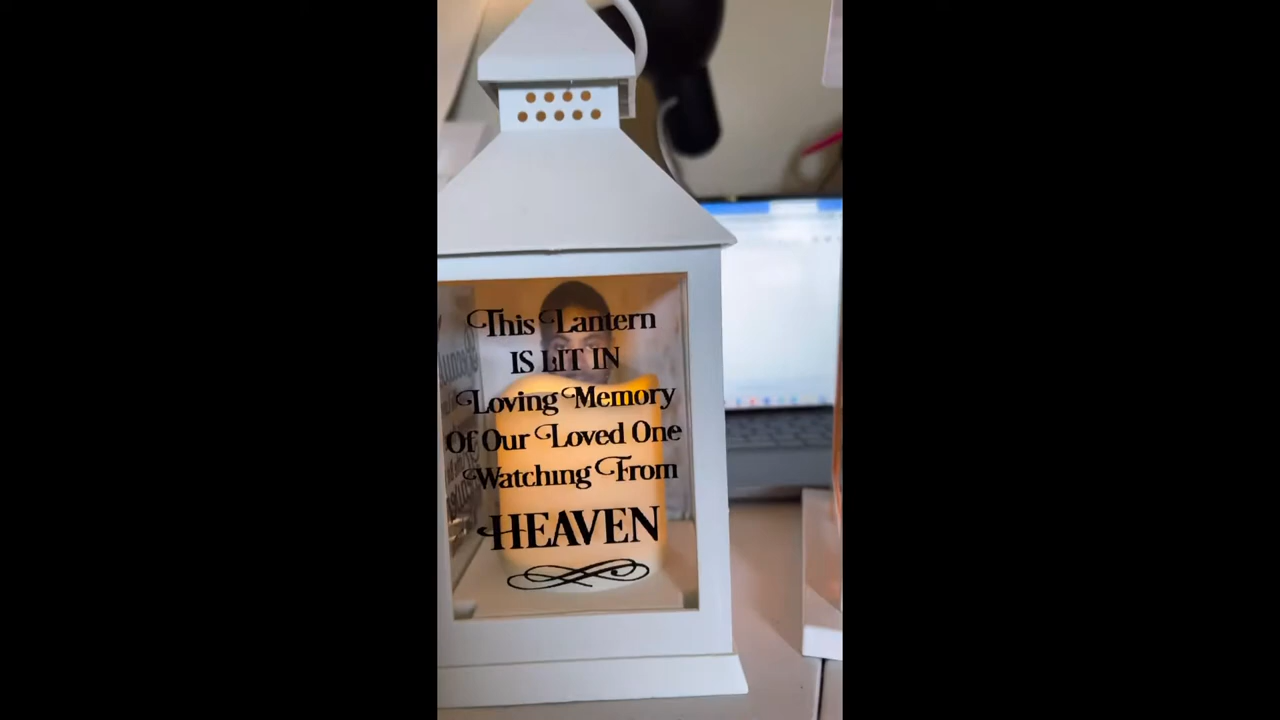 This Lantern
IS LIT IN
Loving Memory
Of Our Loved One
Watching From
HEAVEN